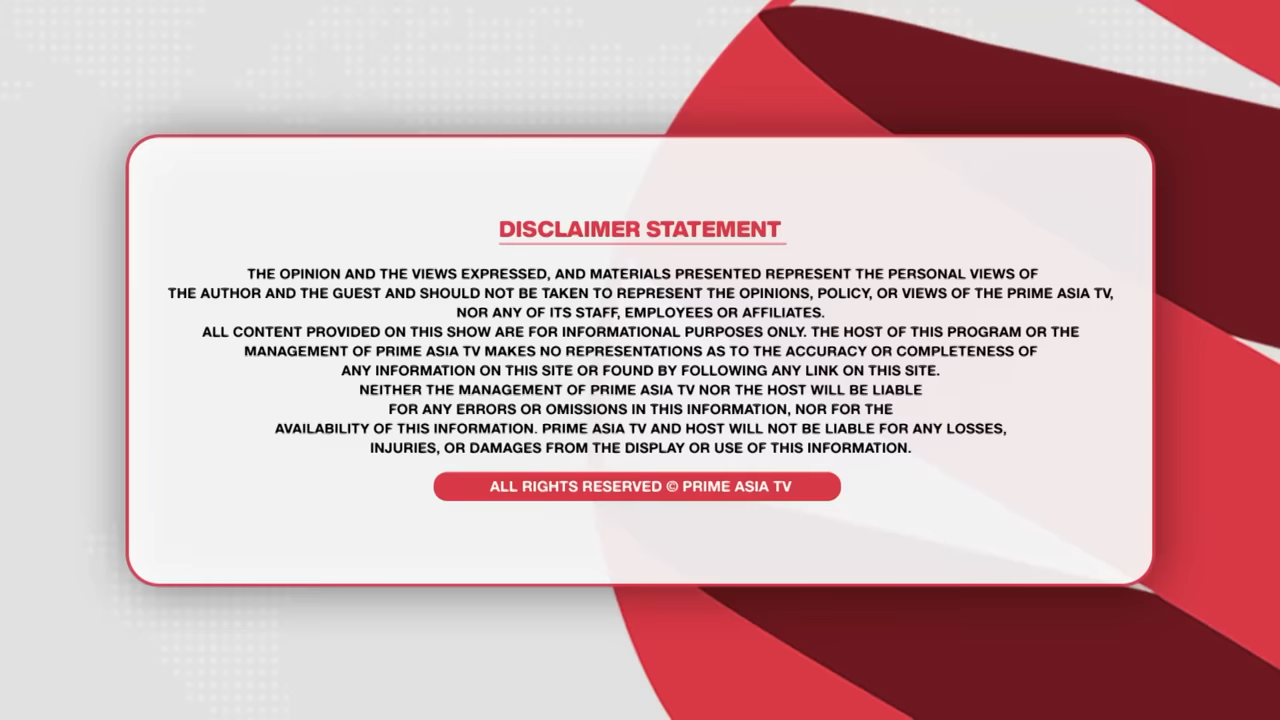 DISCLAIMER STATEMENT
THE OPINION AND THE VIEWS EXPRESSED, AND MATERIALS PRESENTED REPRESENT THE PERSONAL VIEWS OF
THE AUTHOR AND THE GUEST AND SHOULD NOT BE TAKEN TO REPRESENT THE OPINIONS, POLICY, OR VIEWS OF THE PRIME ASIA TV,
NOR ANY OF ITS STAFF, EMPLOYEES OR AFFILIATES.
ALL CONTENT PROVIDED ON THIS SHOW ARE FOR INFORMATIONAL PURPOSES ONLY. THE HOST OF THIS PROGRAM OR THE
MANAGEMENT OF PRIME ASIA TV MAKES NO REPRESENTATIONS AS TO THE ACCURACY OR COMPLETENESS OF
ANY INFORMATION ON THIS SITE OR FOUND BY FOLLOWING ANY LINK ON THIS SITE.
NEITHER THE MANAGEMENT OF PRIME ASIA TV NOR THE HOST WILL BE LIABLE
FOR ANY ERRORS OR OMISSIONS IN THIS INFORMATION, NOR FOR THE
AVAILABILITY OF THIS INFORMATION. PRIME ASIA TV AND HOST WILL NOT BE LIABLE FOR ANY LOSSES,
INJURIES, OR DAMAGES FROM THE DISPLAY OR USE OF THIS INFORMATION.
ALL RIGHTS RESERVED © PRIME ASIA TV